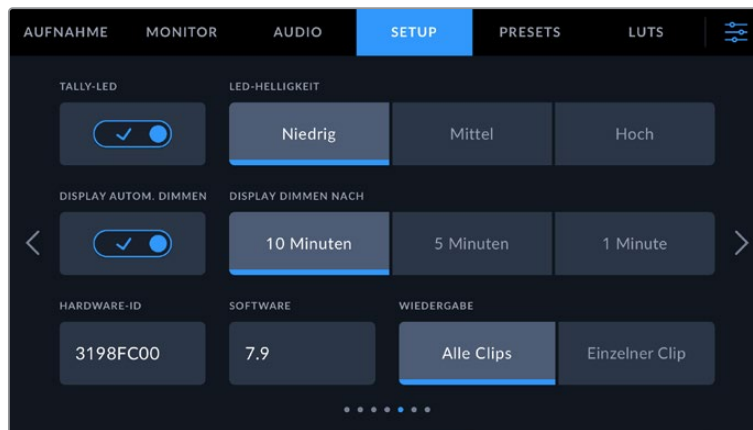 AUFNAHME MONITOR AUDIO SETUP PRESETS LUTS
TALLY-LED LED-HELLIGKEIT
Niedrig Mittel Hoch
DISPLAY AUTOM. DIMMEN DISPLAY DIMMEN NACH
10 Minuten 5 Minuten 1 Minute
HARDWARE-ID SOFTWARE WIEDERGABE
3198FC00 7.9 Alle Clips Einzelner Clip